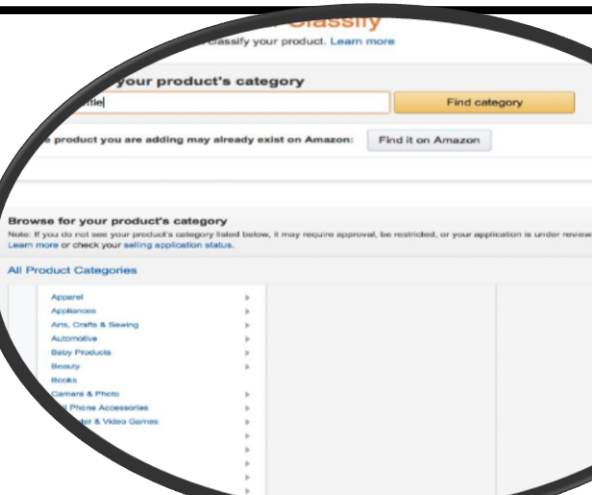 Classify
classify your product. Learn more
your product's category
Find category
product you are adding may already exist on Amazon: Find it on Amazon
Browse for your product's category
Note: If you do not see your product's category listed below, it may require approval, be restricted, or your application is under review
Learn more or check your selling application status.
All Product Categories
Apparel
Appliances
Arts, Crafts & Sewing
Automotive
Baby Products
Beauty
Books
Camera & Photo
Phone Accessories
& Video Games